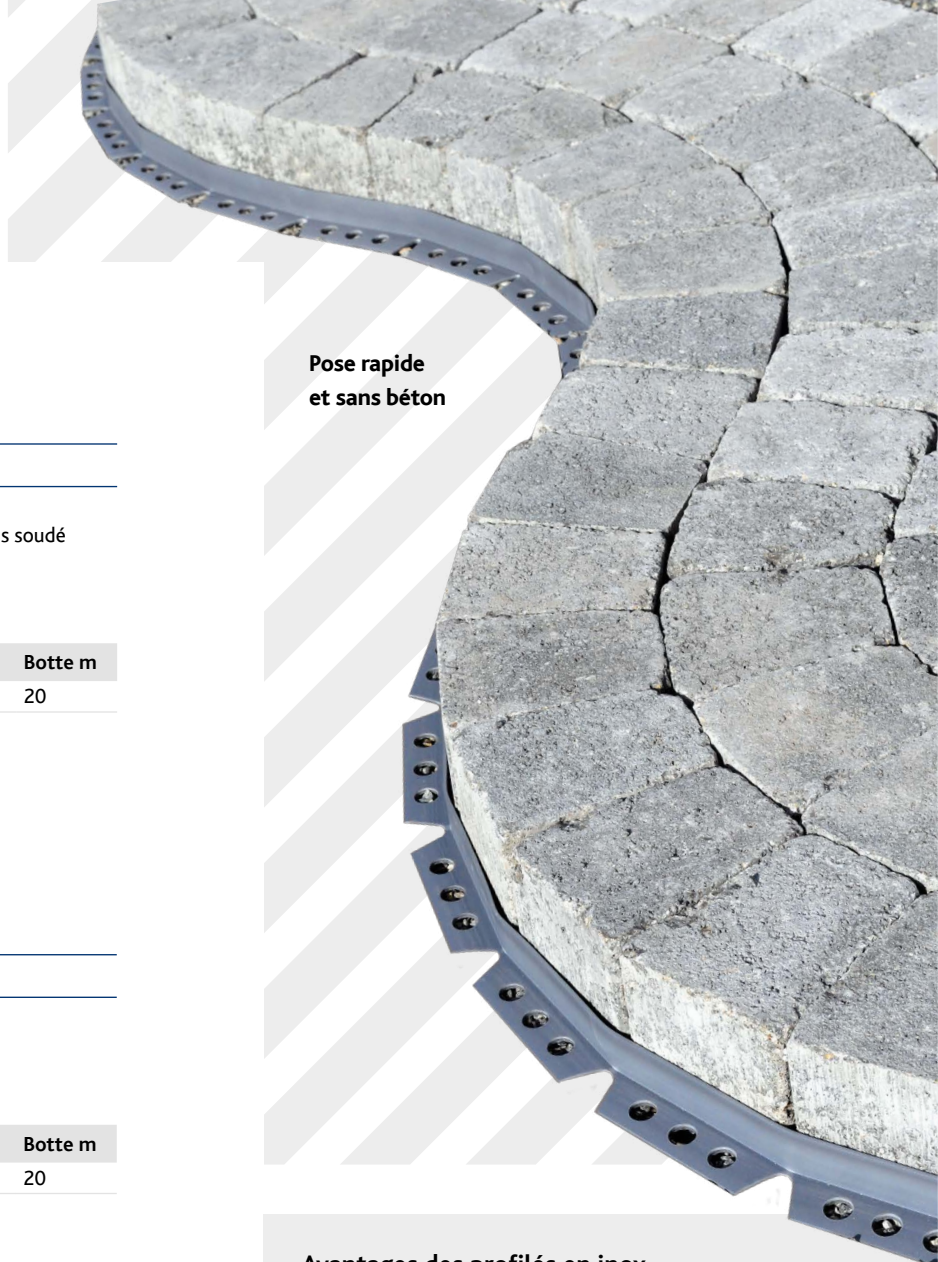 Pose rapide
et sans béton
s soudé
Botte m
20
Botte m
20
Avantages des profilés en inox